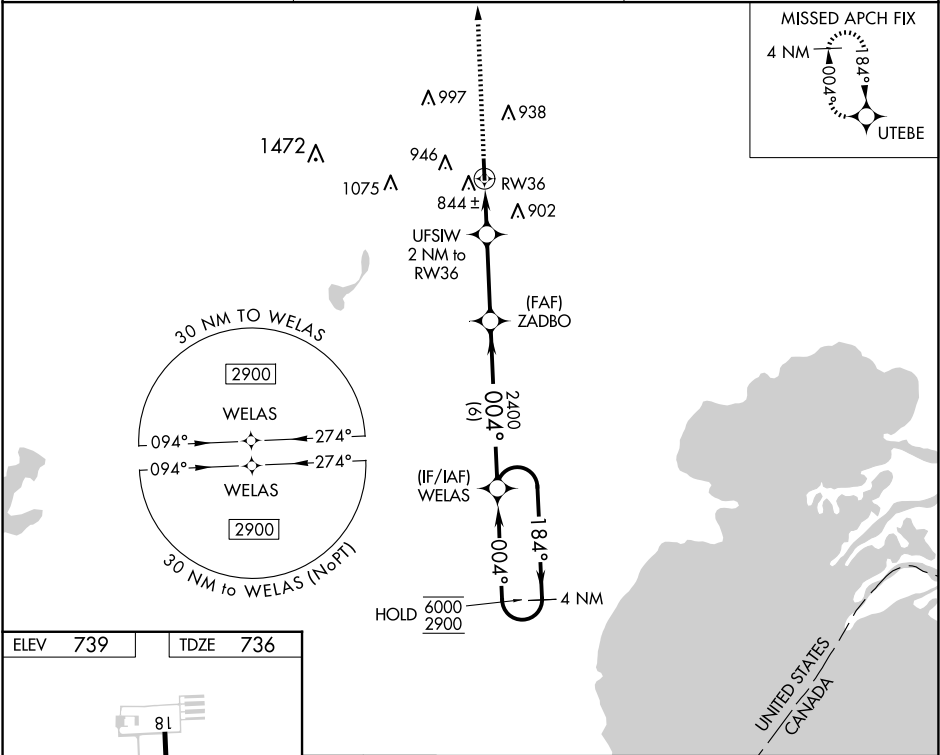 MISSED APCH FIX
4 NM
004°
184°
UTEBE
997
938
1472
946
1075
RW36
844 ±
902
UFSIW
2 NM to
RW36
(FAF)
ZADBO
30 NM TO WELAS
2900
WELAS
094°
274°
094°
274°
WELAS
2900
30 NM to WELAS (NoPT)
2400
004°
(6)
(IF/IAF)
WELAS
004°
184°
HOLD
6000
2900
4 NM
UNITED STATES
CANADA
ELEV 739
TDZE 736
18